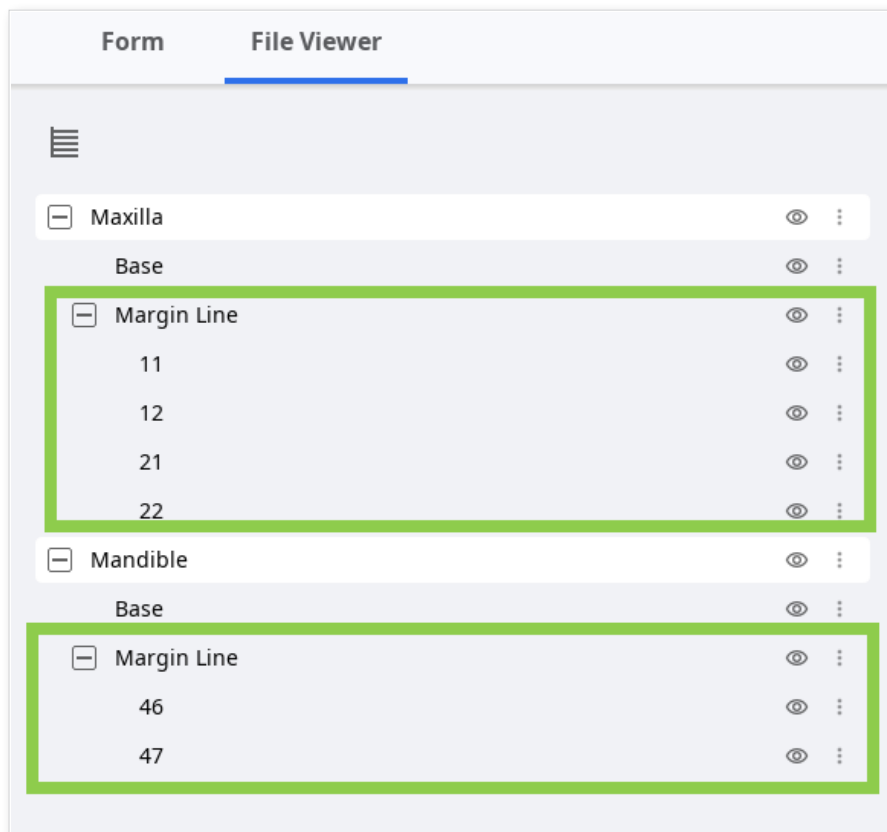 Form File Viewer
Maxilla
Base
Margin Line
11
12
21
22
Mandible
Base
Margin Line
46
47